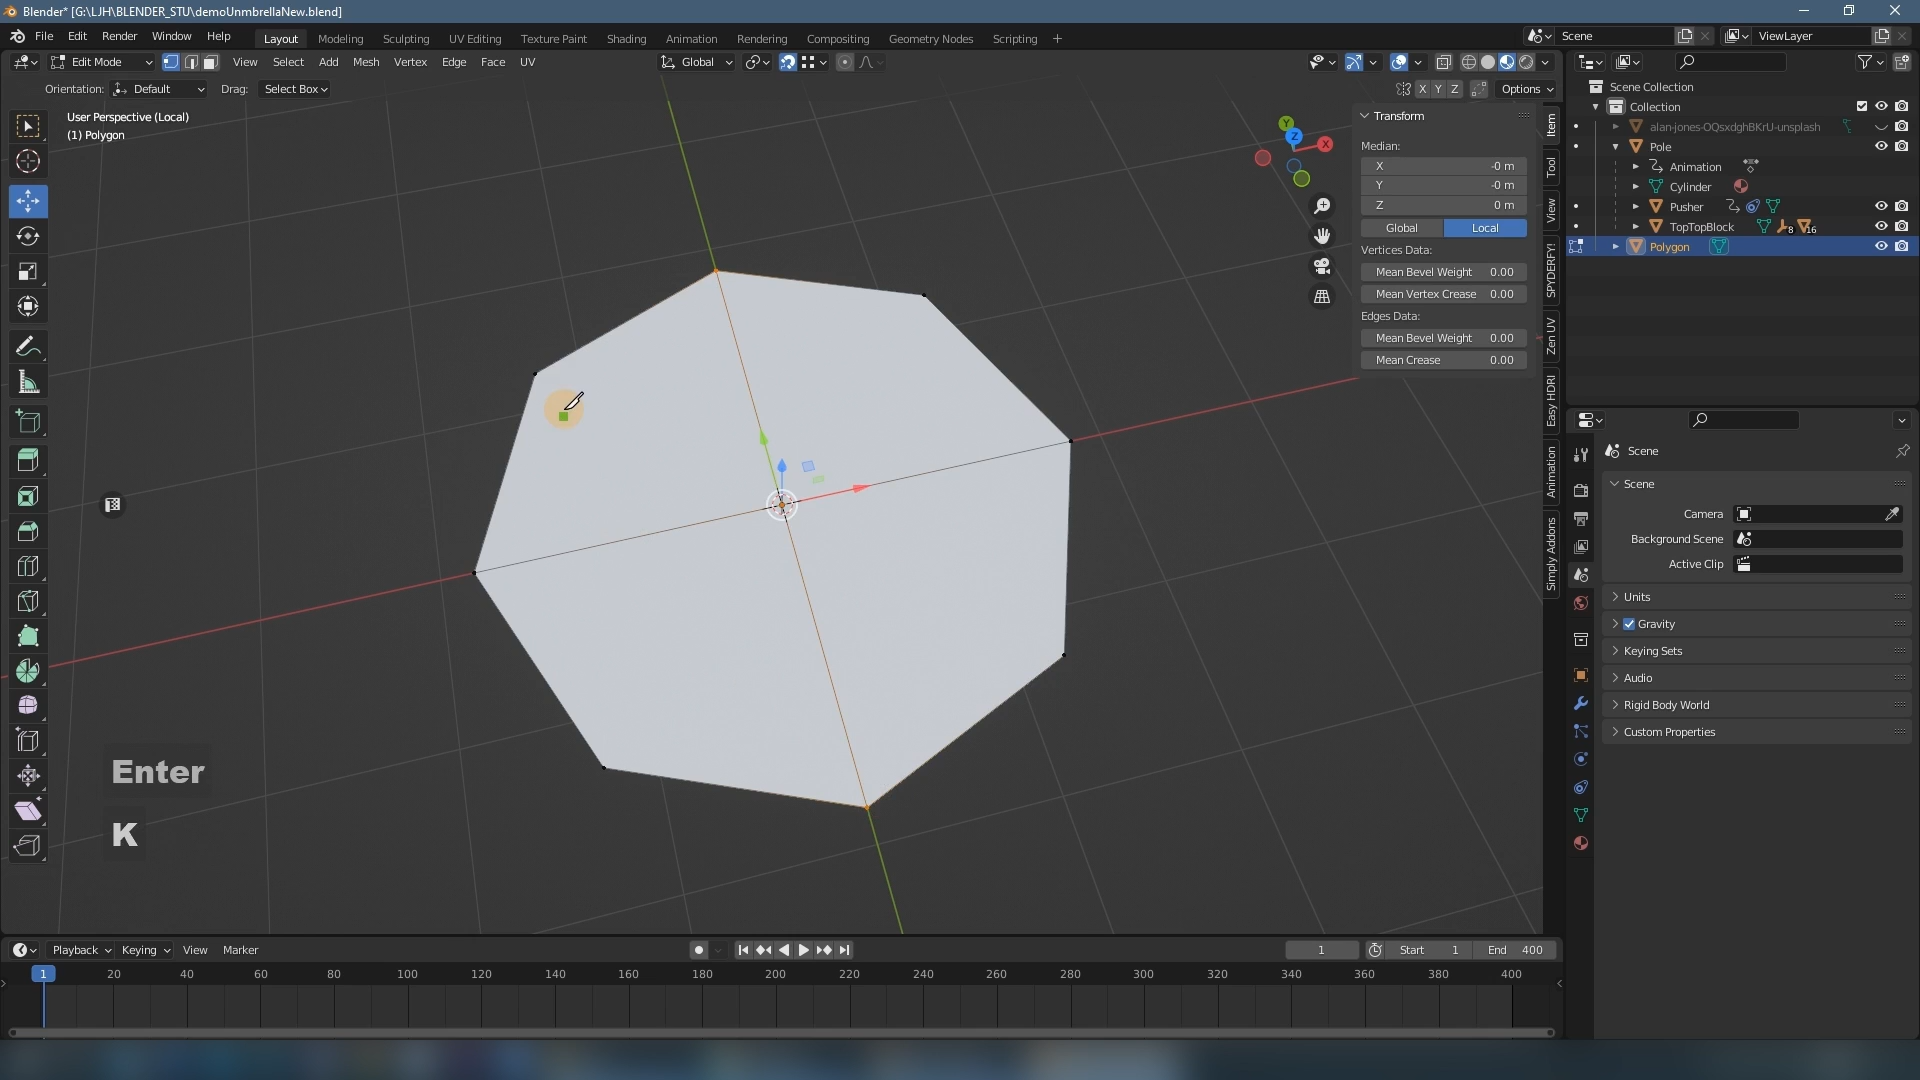 Blender* [G:\LJH\BLENDER_STU\demoUnmbrellaNew.blend]
File Edit Render Window Help Layout Modeling Sculpting UV Editing Texture Paint Shading Animation Rendering Compositing Geometry Nodes Scripting + Scene ViewLayer
Edit Mode View Select Add Mesh Vertex Edge Face UV Global
Orientation: Default Drag: Select Box X Y Z Options
User Perspective (Local)
(1) Polygon
Y
Z
X
Transform
Median:
X -0 m
Y -0 m
Z 0 m
Global Local
Vertices Data:
Mean Bevel Weight 0.00
Mean Vertex Crease 0.00
Edges Data:
Mean Bevel Weight 0.00
Mean Crease 0.00
Item
Tool
View
SPYDERFY!
Zen UV
Easy HDRI
Animation
Simply Addons
Scene Collection
Collection
alan-jones-OQsxdghBKrU-unsplash
Pole
Animation
Cylinder
Pusher
TopTopBlock 8 16
Polygon
Scene
Scene
Camera
Background Scene
Active Clip
Units
Gravity
Keying Sets
Audio
Rigid Body World
Custom Properties
Enter
K
Playback Keying View Marker 1 Start 1 End 400
1 20 40 60 80 100 120 140 160 180 200 220 240 260 280 300 320 340 360 380 400